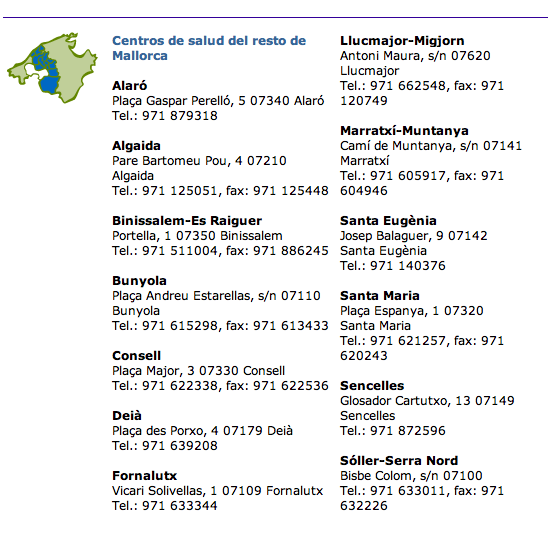 Centros de salud del resto de
Mallorca
Alaró
Plaça Gaspar Perelló, 5 07340 Alaró
Tel.: 971 879318
Algaida
Pare Bartomeu Pou, 4 07210
Algaida
Tel.: 971 125051, fax: 971 125448
Binissalem-Es Raiguer
Portella, 1 07350 Binissalem
Tel.: 971 511004, fax: 971 886245
Bunyola
Plaça Andreu Estarellas, s/n 07110
Bunyola
Tel.: 971 615298, fax: 971 613433
Consell
Plaça Major, 3 07330 Consell
Tel.: 971 622338, fax: 971 622536
Deià
Plaça des Porxo, 4 07179 Deià
Tel.: 971 639208
Fornalutx
Vicari Solivellas, 1 07109 Fornalutx
Tel.: 971 633344
Llucmajor-Migjorn
Antoni Maura, s/n 07620
Llucmajor
Tel.: 971 662548, fax: 971
120749
Marratxí-Muntanya
Camí de Muntanya, s/n 07141
Marratxí
Tel.: 971 605917, fax: 971
604946
Santa Eugènia
Josep Balaguer, 9 07142
Santa Eugènia
Tel.: 971 140376
Santa Maria
Plaça Espanya, 1 07320
Santa Maria
Tel.: 971 621257, fax: 971
620243
Sencelles
Glosador Cartutxo, 13 07149
Sencelles
Tel.: 971 872596
Sóller-Serra Nord
Bisbe Colom, s/n 07100
Tel.: 971 633011, fax: 971
632226